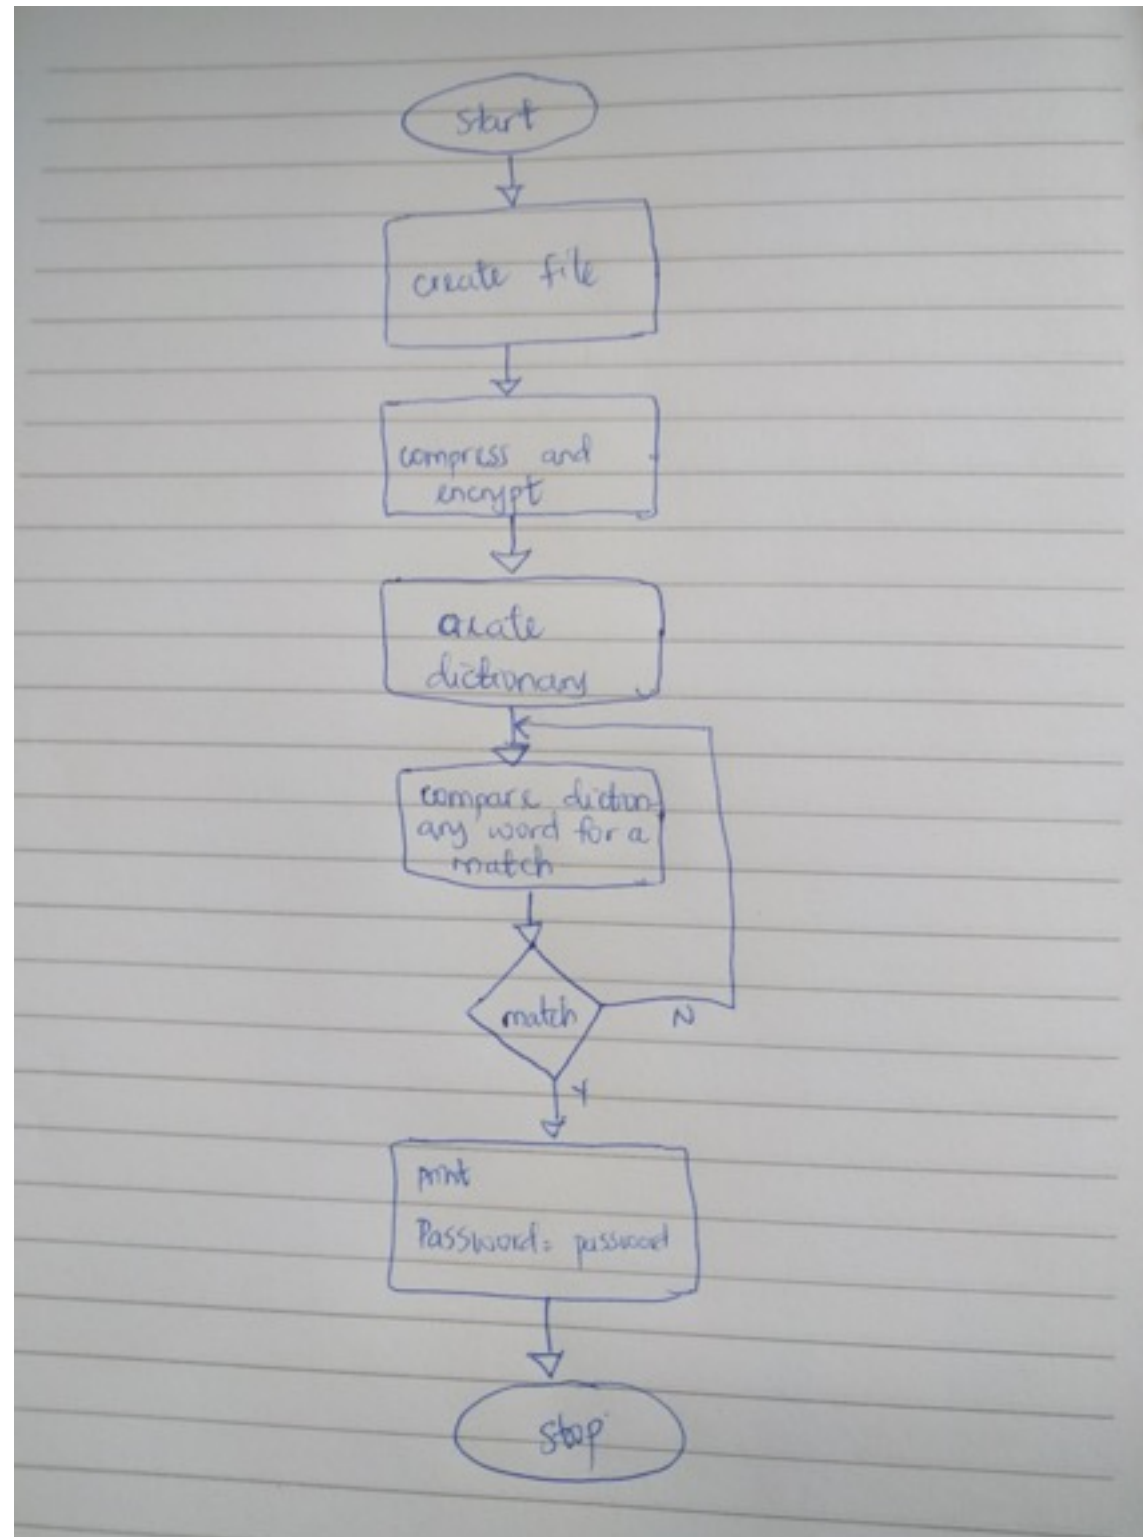 start
create file
compress and
encrypt
create
dictionary
compare diction-
ary word for a
match
match
N
Y
print
Password= password
stop